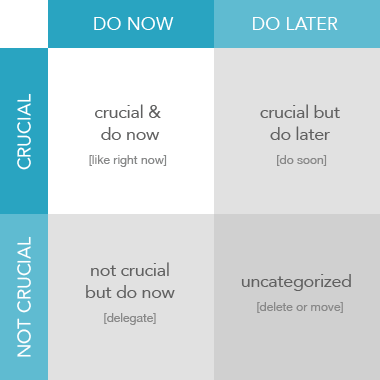 DO NOW
DO LATER
CRUCIAL
crucial &
do now
[like right now]
crucial but
do later
[do soon]
NOT CRUCIAL
not crucial
but do now
[delegate]
uncategorized
[delete or move]